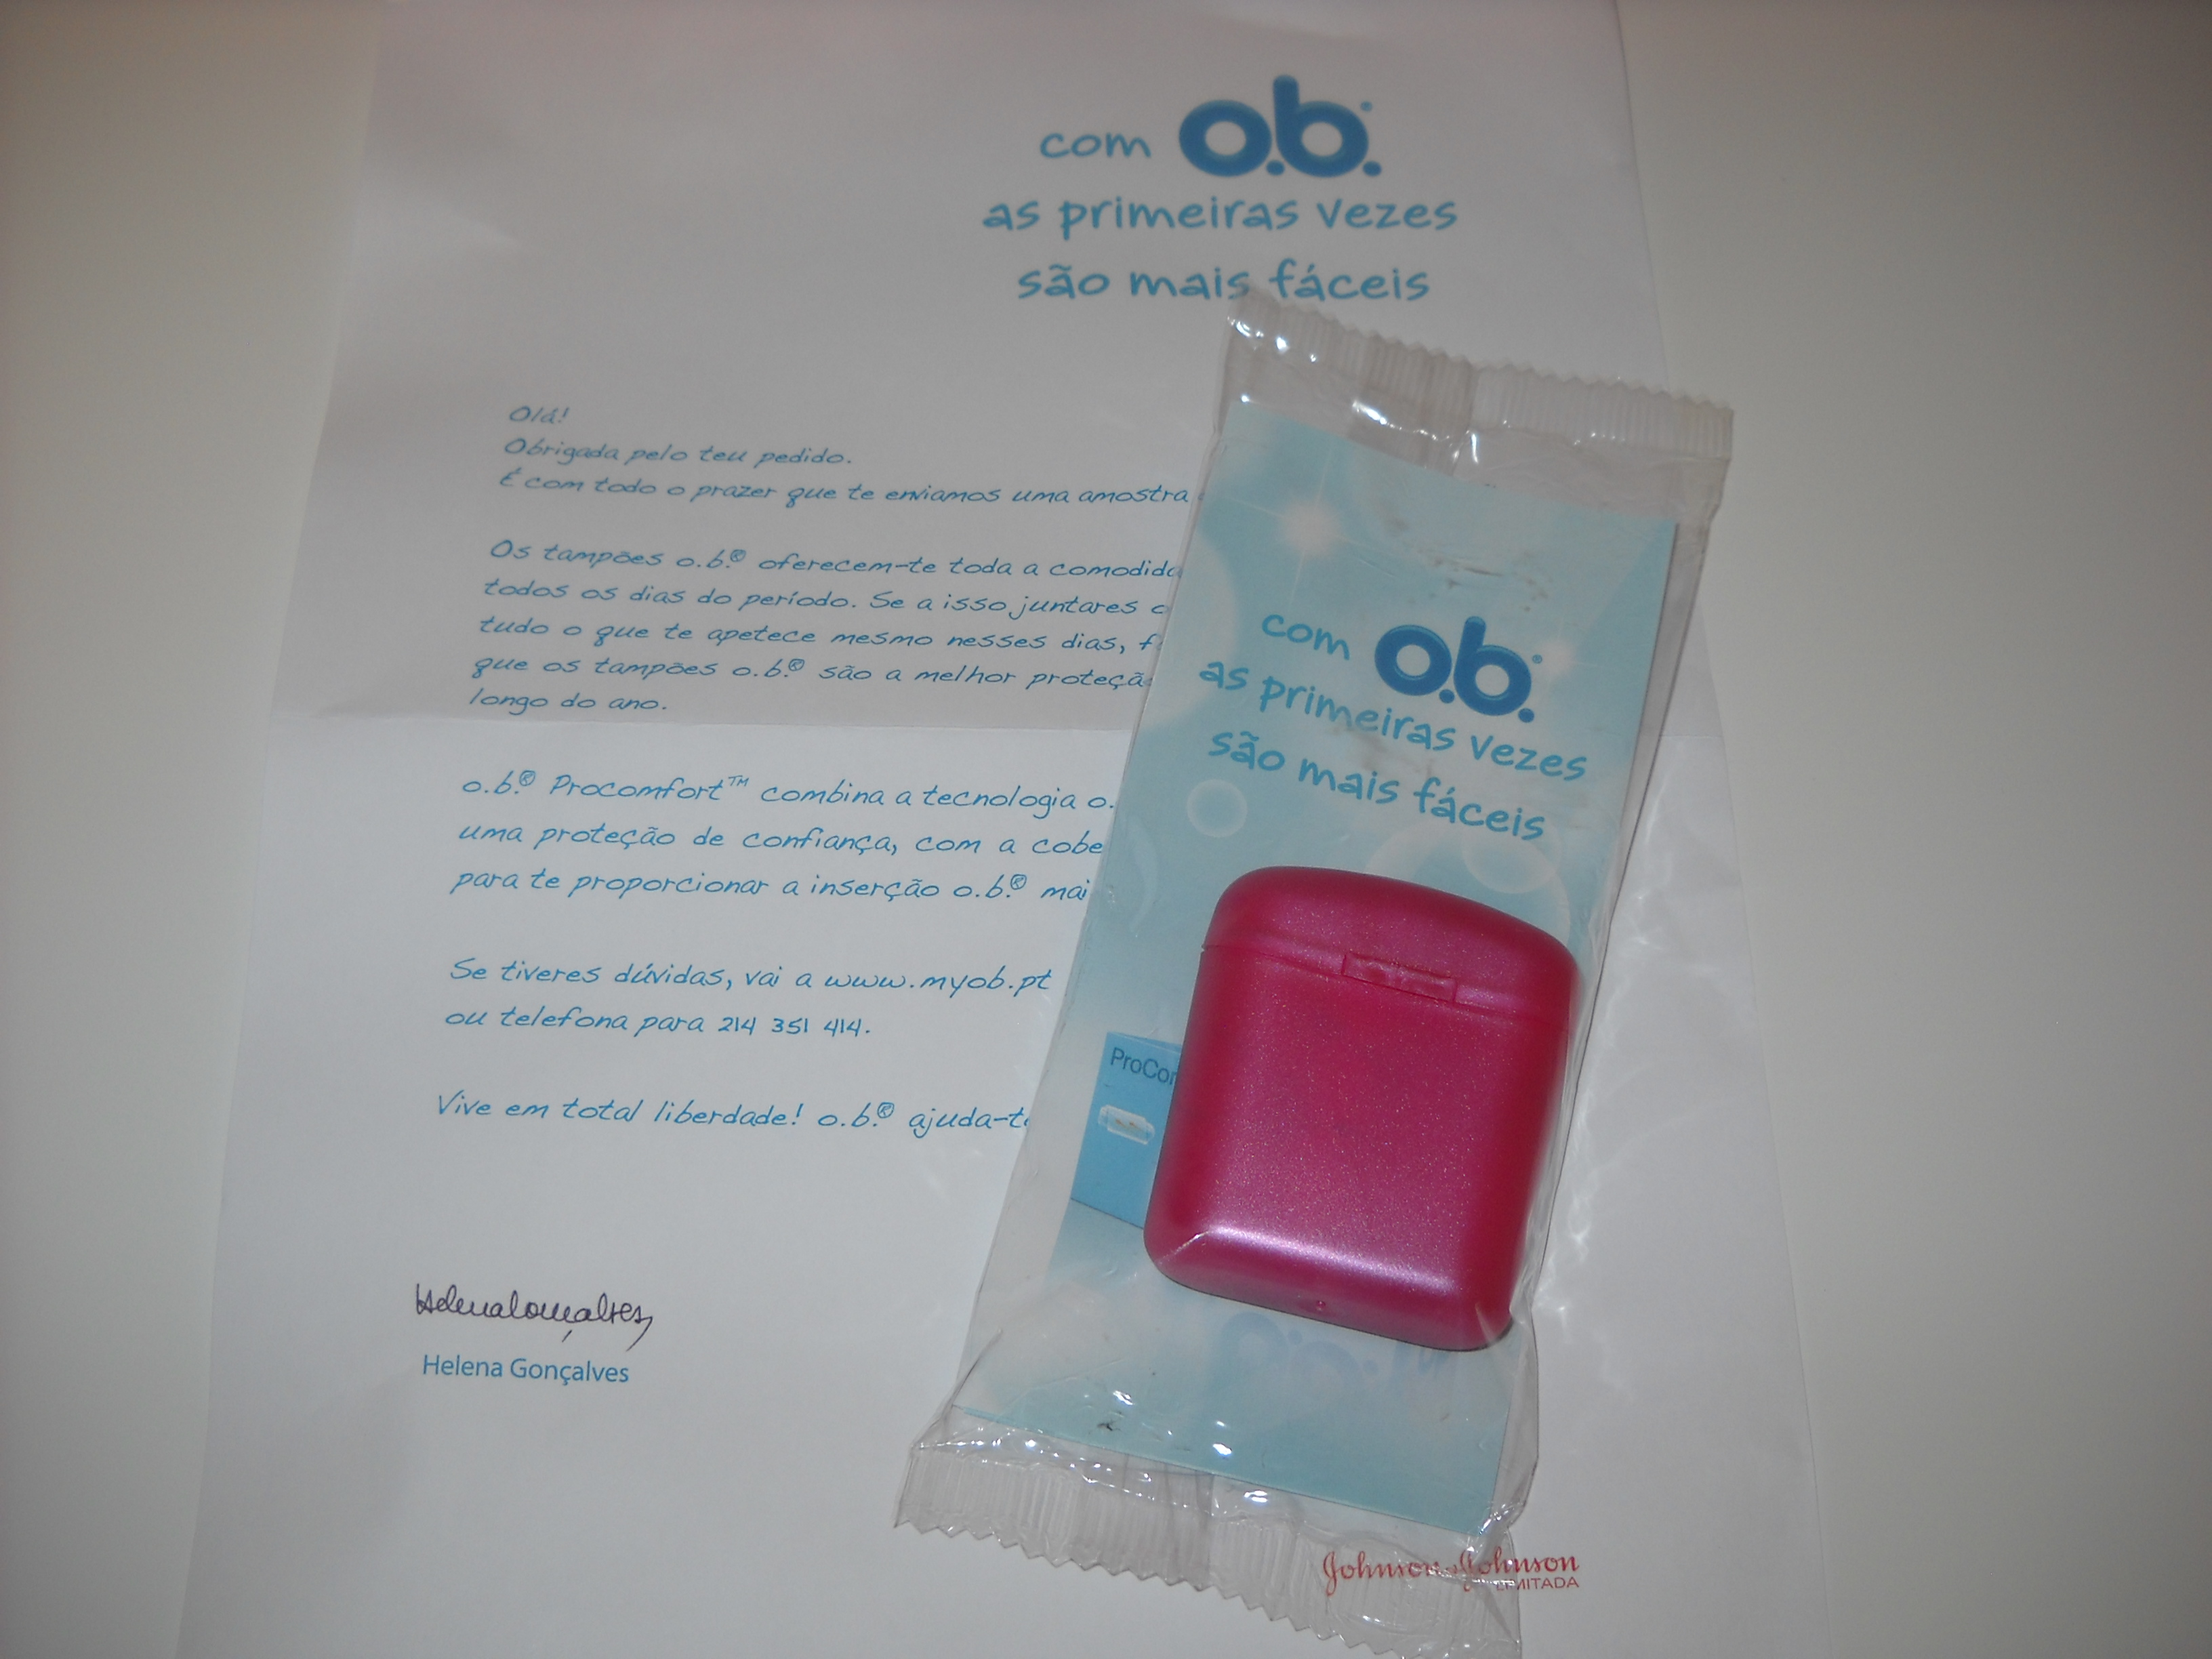 com o.b.®
as primeiras vezes
são mais fáceis
Olá!
Obrigada pelo teu pedido.
É com todo o prazer que te enviamos uma amostra
Os tampões o.b.® oferecem-te toda a comodida
todos os dias do período. Se a isso juntares
tudo o que te apetece mesmo nesses dias, f
que os tampões o.b.® são a melhor proteçã
longo do ano.
o.b.® Procomfort™ combina a tecnologia o.
uma proteção de confiança, com a cobe
para te proporcionar a inserção o.b.® mai
Se tiveres dúvidas, vai a www.myob.pt
ou telefona para 214 351 414.
Vive em total liberdade! o.b.® ajuda-t
Helena Gonçalves
Helena Gonçalves
com o.b.®
as primeiras vezes
são mais fáceis
ProCom
Johnson & Johnson
LIMITADA